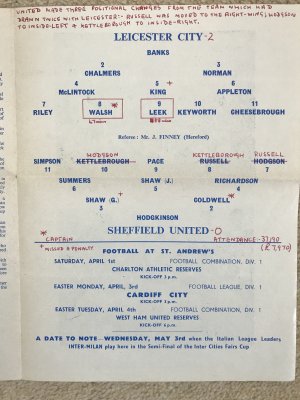 UNITED MADE THREE POSITIONAL CHANGES FROM THE TEAM WHICH HAD
DRAWN TWICE WITH LEICESTER - RUSSELL WAS MOVED TO THE RIGHT-WING, HODGSON
TO INSIDE-LEFT & KETTLEBOROUGH TO INSIDE-RIGHT.
LEICESTER CITY - 2
BANKS
2 3
CHALMERS NORMAN
4 5 + 6
McLINTOCK KING APPLETON
7 8 * 9 10 11
RILEY WALSH LEEK KEYWORTH CHEESEBROUGH
Referee : Mr. J. FINNEY (Hereford)
HODGSON KETTLEBOROUGH RUSSELL
SIMPSON KETTLEBROUGH PACE RUSSELL HODGSON
11 10 9 8 7
SUMMERS SHAW (J.) RICHARDSON
6 5 4
SHAW (G.) + COLDWELL *
3 2
HODGKINSON
SHEFFIELD UNITED - 0
* CAPTAIN ATTENDANCE - 37,190
+ MISSED A PENALTY
FOOTBALL AT ST. ANDREW'S
SATURDAY, APRIL 1st FOOTBALL COMBINATION, DIV. 1
CHARLTON ATHLETIC RESERVES
KICK-OFF 3 p.m.
EASTER MONDAY, APRIL 3rd FOOTBALL LEAGUE, DIV. 1
CARDIFF CITY
KICK-OFF 3 p.m.
EASTER TUESDAY, APRIL 4th FOOTBALL COMBINATION, DIV. 1
WEST HAM UNITED RESERVES
KICK-OFF 6 p.m.
A DATE TO NOTE—WEDNESDAY, MAY 3rd when the Italian League Leaders,
INTER-MILAN play here in the Semi-Final of the Inter Cities Fairs Cup